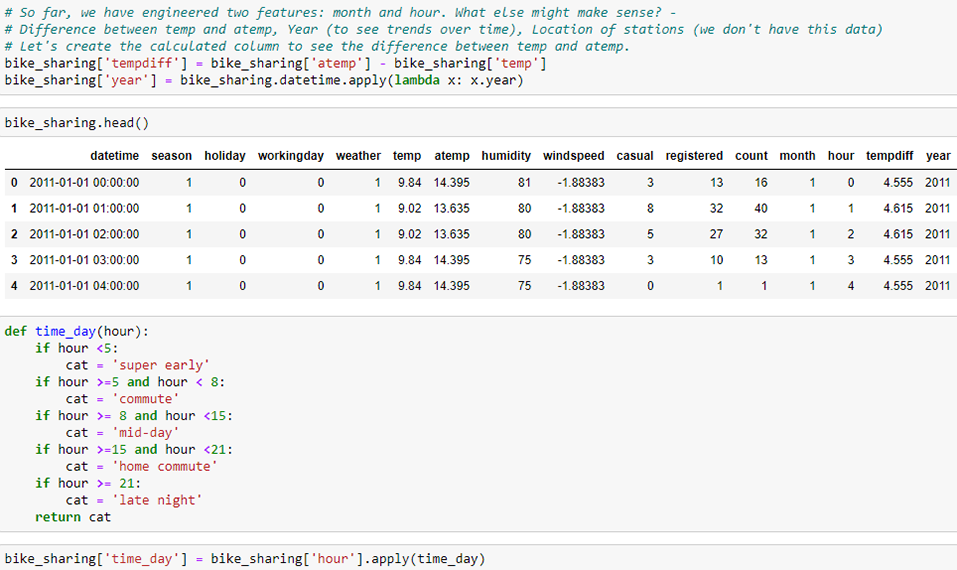 # So far, we have engineered two features: month and hour. What else might make sense? -
# Difference between temp and atemp, Year (to see trends over time), Location of stations (we don't have this data)
# Let's create the calculated column to see the difference between temp and atemp.
bike_sharing['tempdiff'] = bike_sharing['atemp'] - bike_sharing['temp']
bike_sharing['year'] = bike_sharing.datetime.apply(lambda x: x.year)
bike_sharing.head()
datetime season holiday workingday weather temp atemp humidity windspeed casual registered count month hour tempdiff year
0 2011-01-01 00:00:00 1 0 0 1 9.84 14.395 81 -1.88383 3 13 16 1 0 4.555 2011
1 2011-01-01 01:00:00 1 0 0 1 9.02 13.635 80 -1.88383 8 32 40 1 1 4.615 2011
2 2011-01-01 02:00:00 1 0 0 1 9.02 13.635 80 -1.88383 5 27 32 1 2 4.615 2011
3 2011-01-01 03:00:00 1 0 0 1 9.84 14.395 75 -1.88383 3 10 13 1 3 4.555 2011
4 2011-01-01 04:00:00 1 0 0 1 9.84 14.395 75 -1.88383 0 1 1 1 4 4.555 2011
def time_day(hour):
    if hour <5:
        cat = 'super early'
    if hour >=5 and hour < 8:
        cat = 'commute'
    if hour >= 8 and hour <15:
        cat = 'mid-day'
    if hour >=15 and hour <21:
        cat = 'home commute'
    if hour >= 21:
        cat = 'late night'
    return cat
bike_sharing['time_day'] = bike_sharing['hour'].apply(time_day)